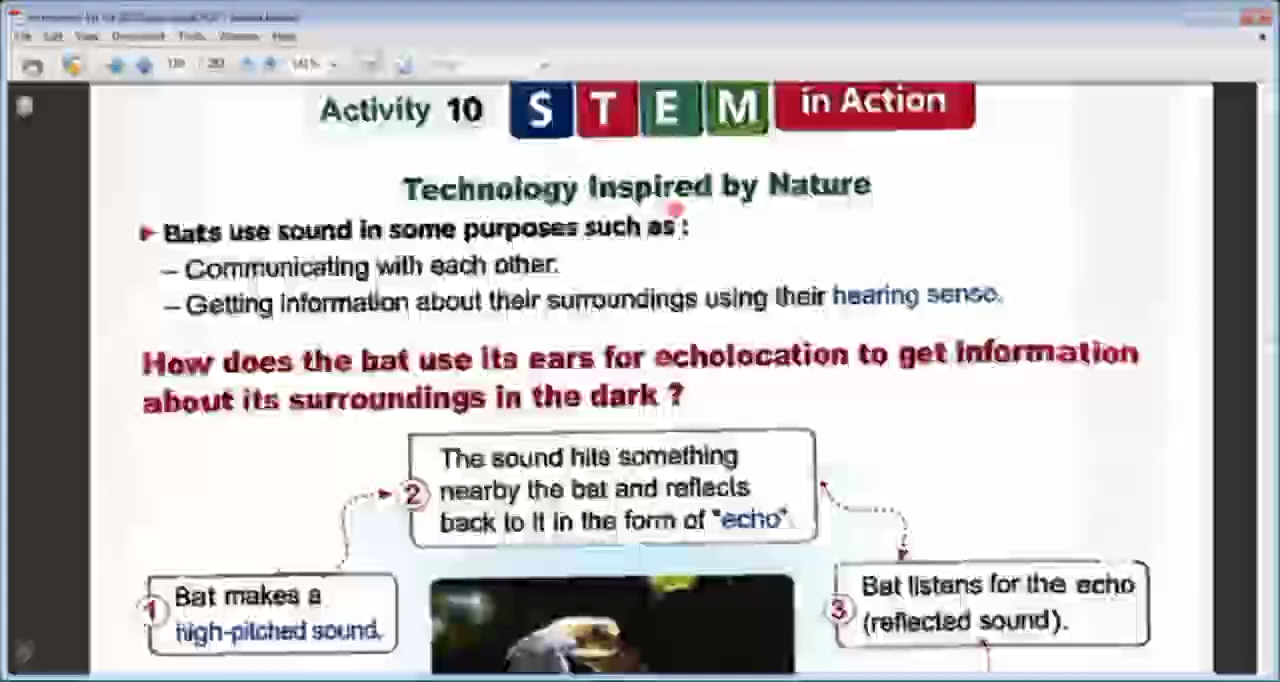 Activity 10 STEM in Action
Technology Inspired by Nature
Bats use sound in some purposes such as :
– Communicating with each other.
– Getting information about their surroundings using their hearing sense.
How does the bat use its ears for echolocation to get information
about its surroundings in the dark ?
2 The sound hits something
nearby the bat and reflects
back to it in the form of "echo".
1 Bat makes a
high-pitched sound.
3 Bat listens for the echo
(reflected sound).